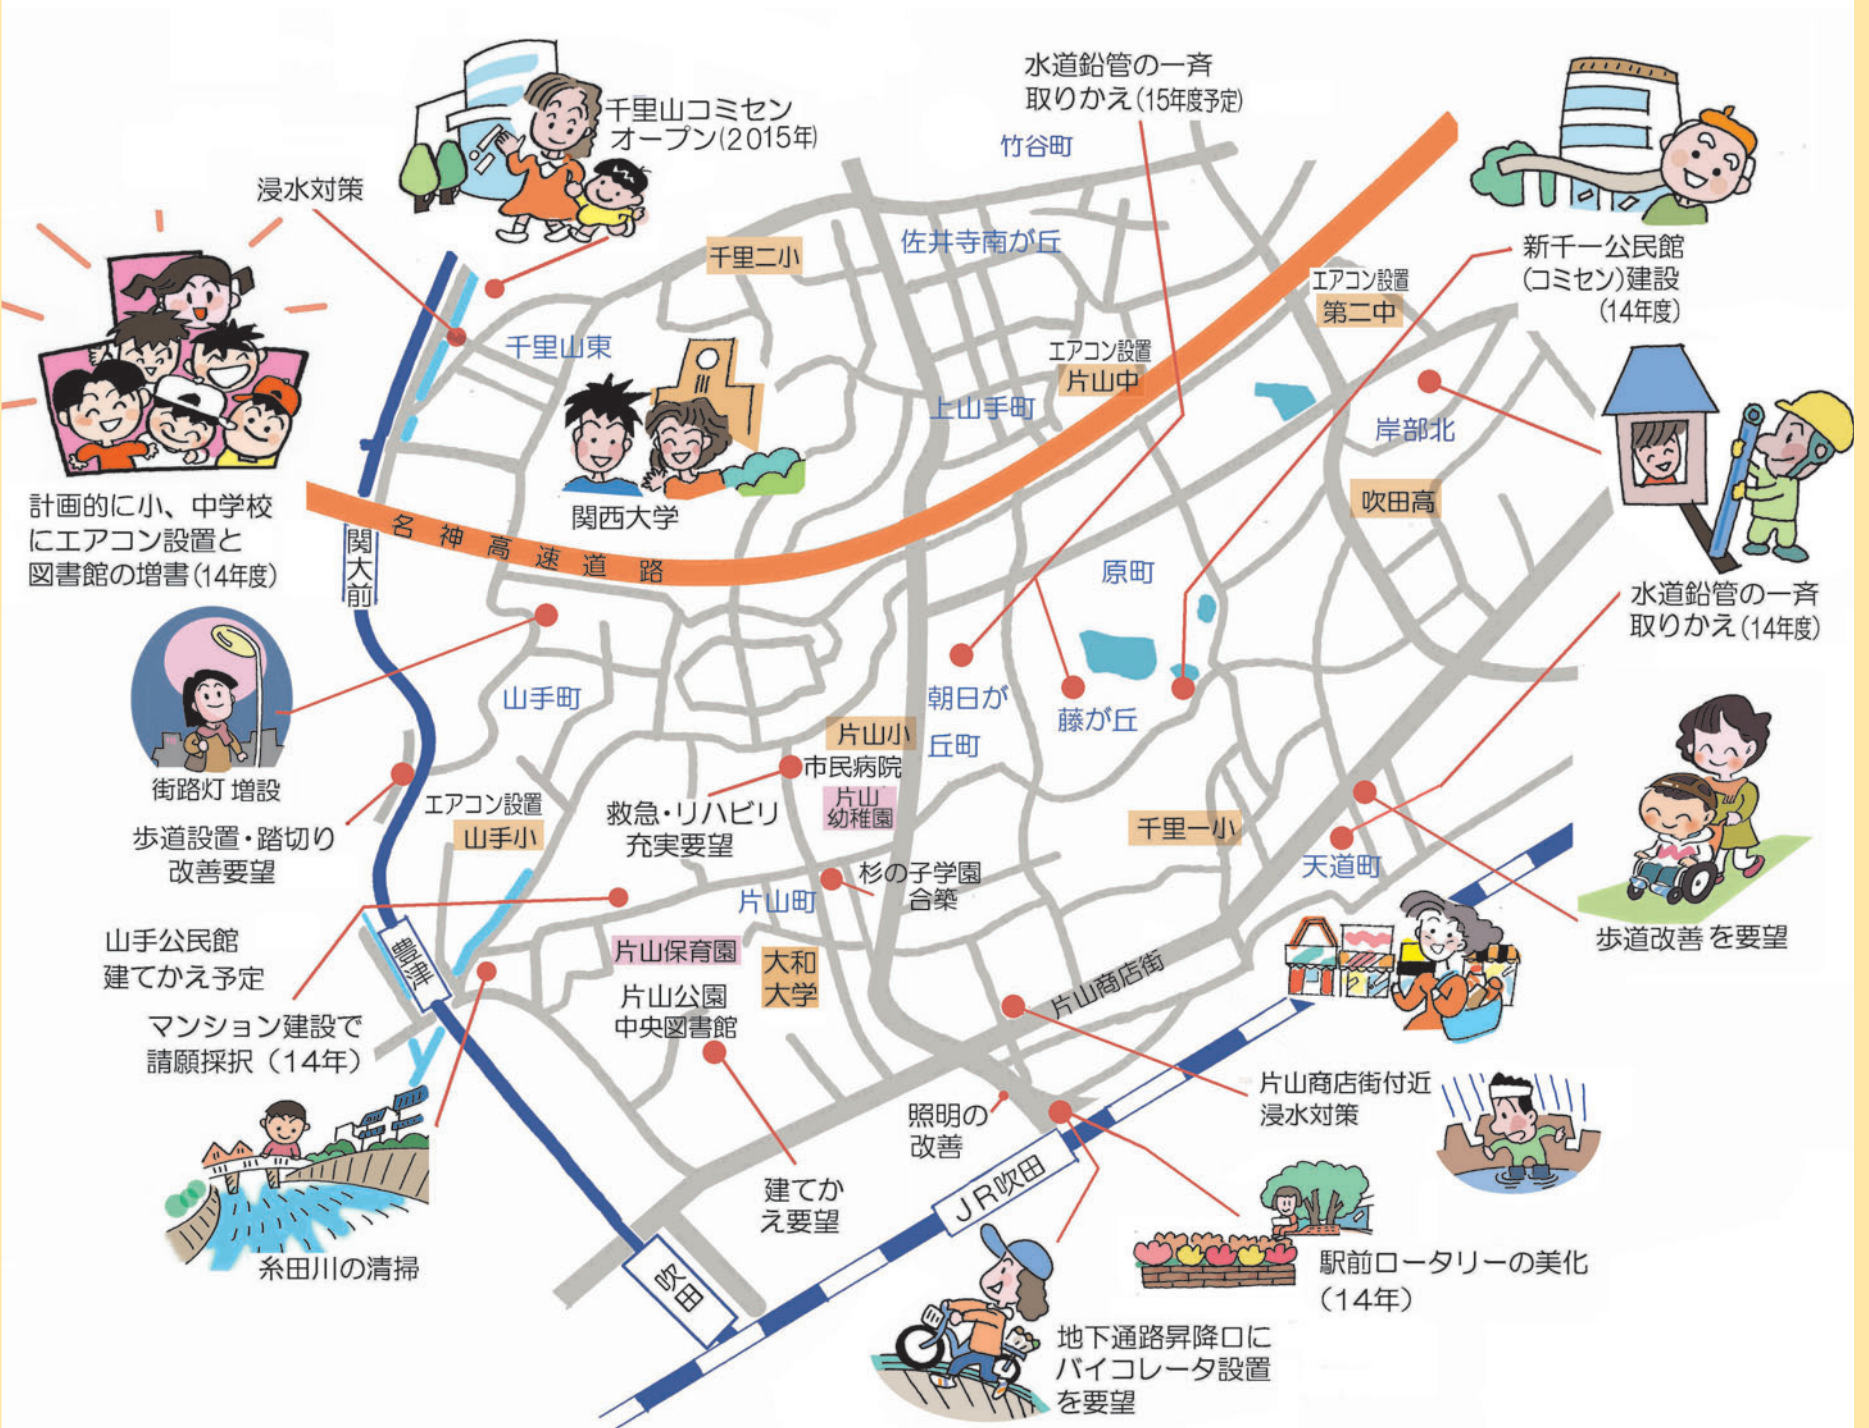 千里山コミセン
オープン(2015年)
水道鉛管の一斉
取りかえ(15年度予定)
竹谷町
浸水対策
千里二小
佐井寺南が丘
新千一公民館
(コミセン)建設
(14年度)
エアコン設置
第二中
千里山東
エアコン設置
片山中
上山手町
岸部北
計画的に小、中学校
にエアコン設置と
図書館の増書(14年度)
関西大学
吹田高
名神高速道路
関大前
原町
水道鉛管の一斉
取りかえ(14年度)
山手町
朝日が
丘町
藤が丘
片山小
市民病院
片山
幼稚園
街路灯 増設
歩道設置・踏切り
改善要望
エアコン設置
山手小
救急・リハビリ
充実要望
千里一小
天道町
杉の子学園
合築
片山町
山手公民館
建てかえ予定
豊津
片山保育園
大和
大学
片山公園
中央図書館
片山商店街
歩道改善 を要望
マンション建設で
請願採択(14年)
片山商店街付近
浸水対策
照明の
改善
建てか
え要望
JR吹田
糸田川の清掃
吹田
駅前ロータリーの美化
(14年)
地下通路昇降口に
バイコレータ設置
を要望